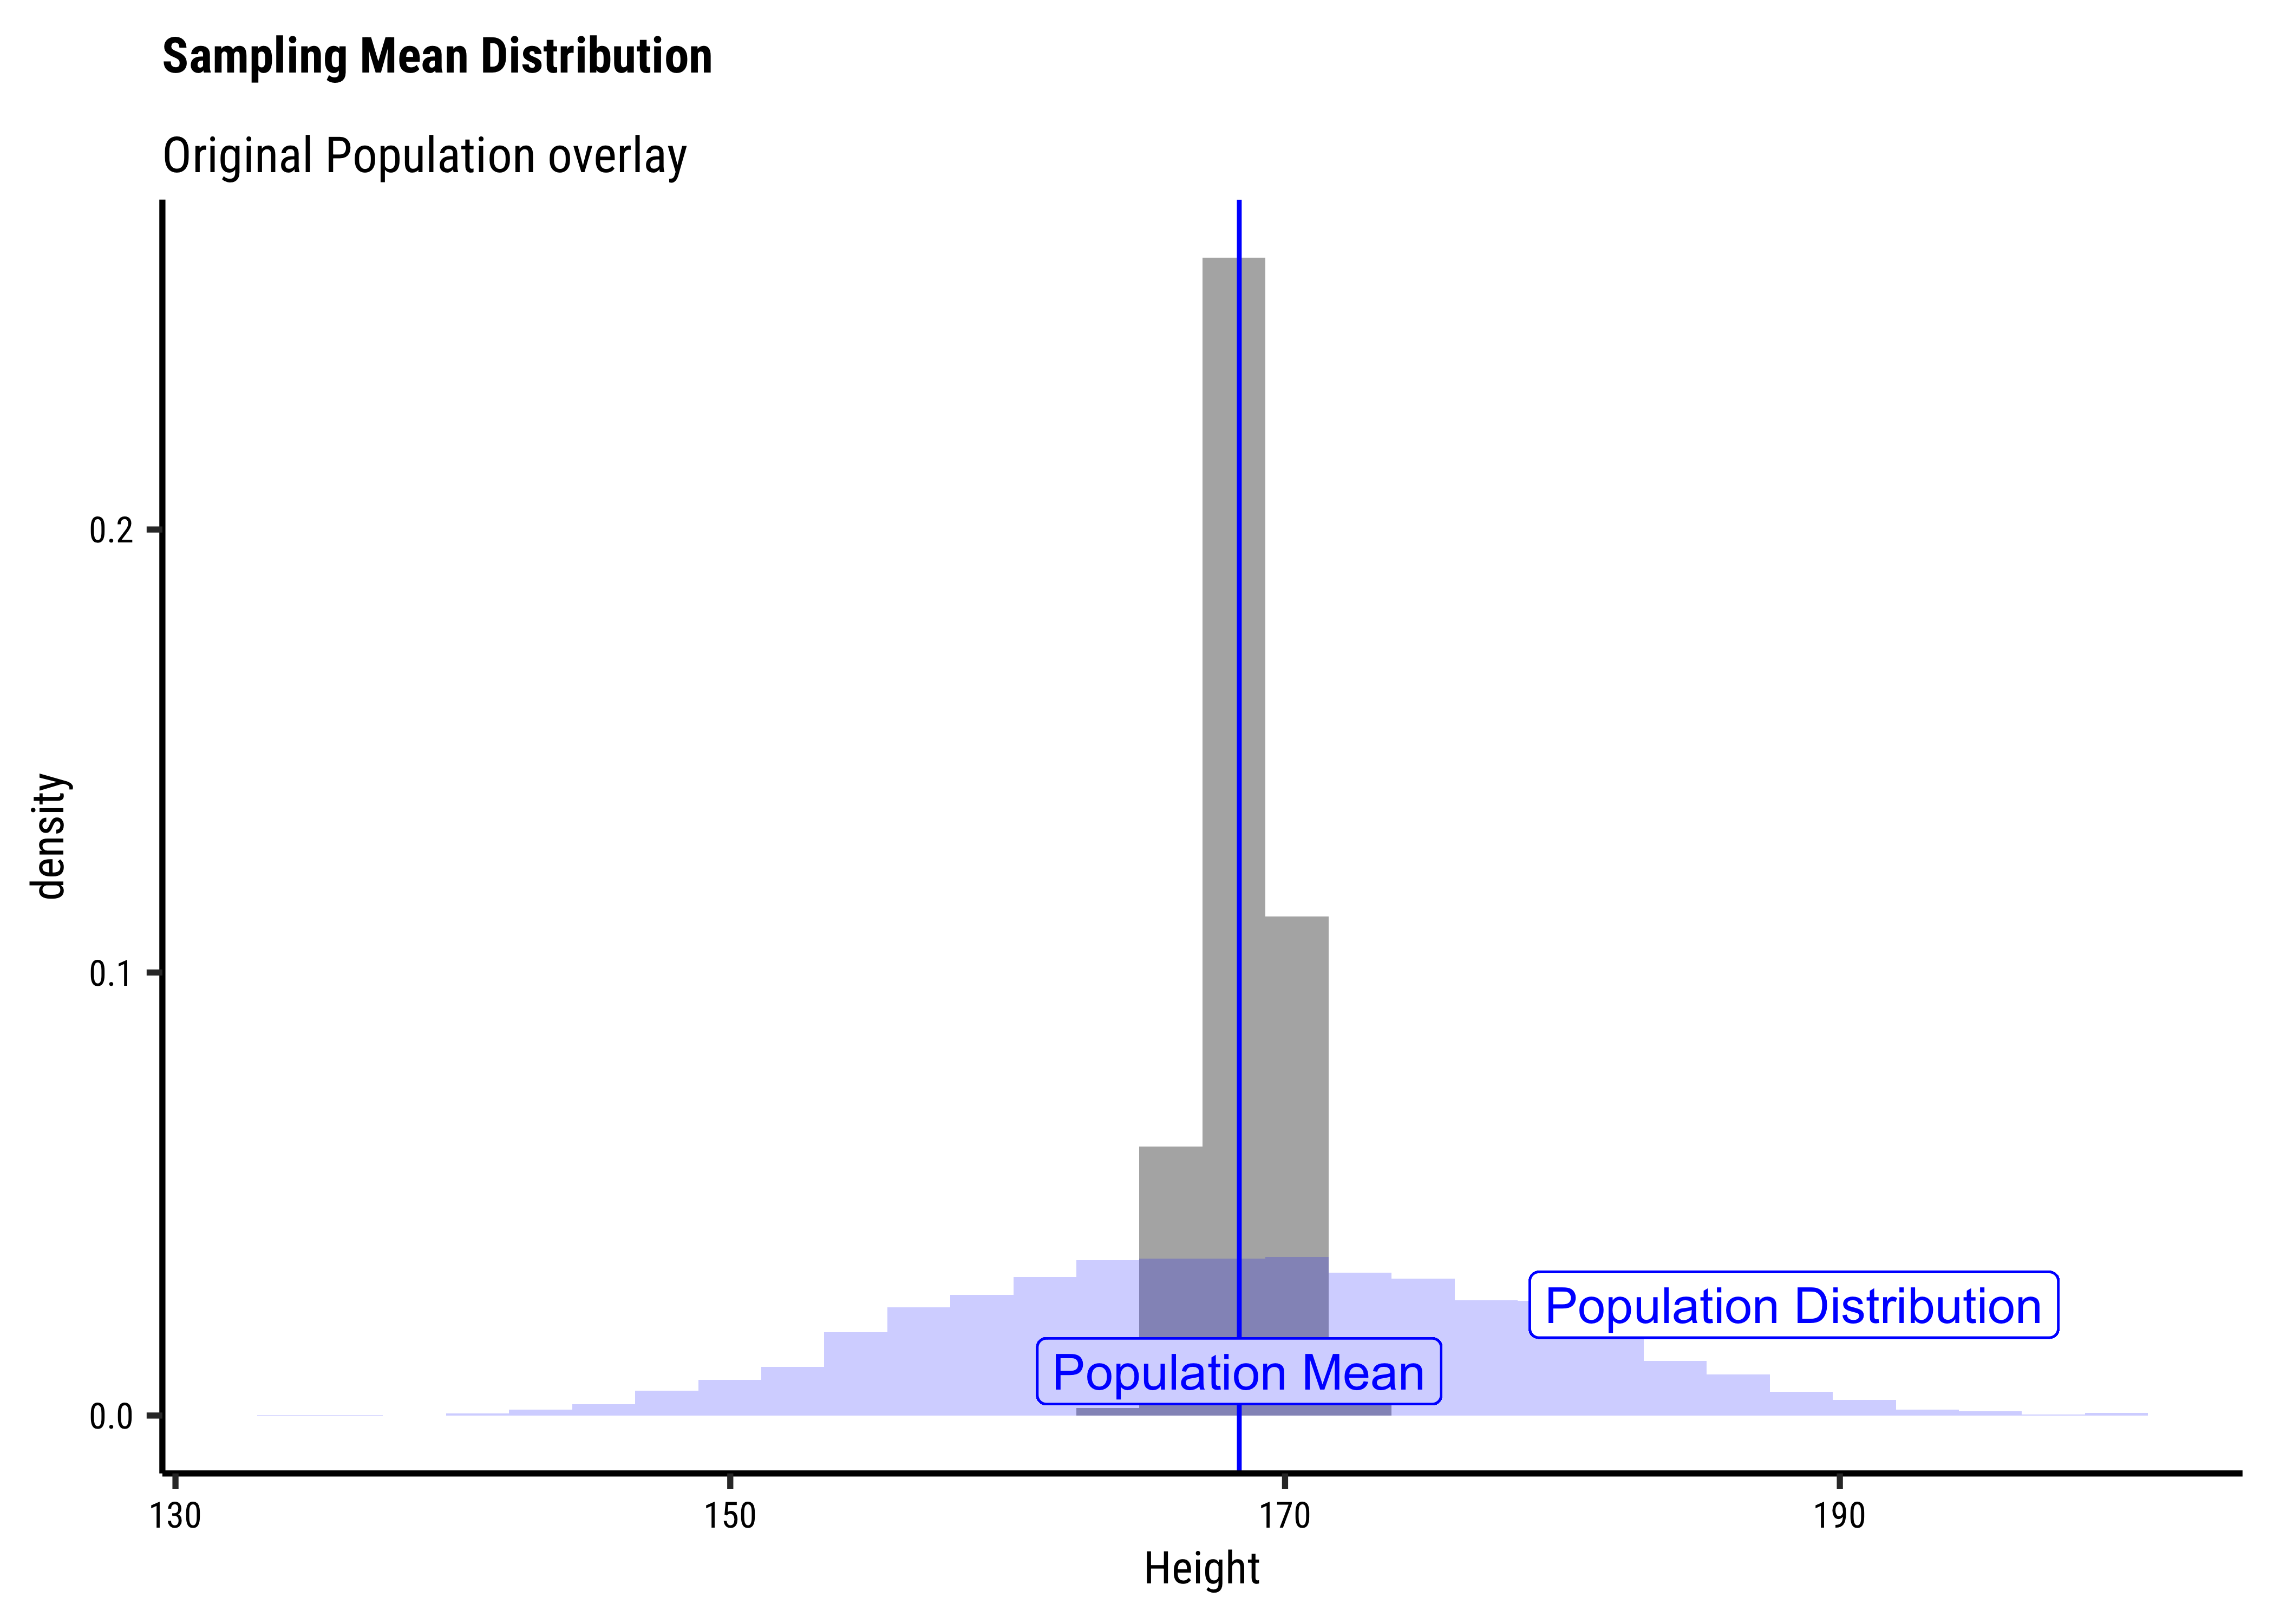 Sampling Mean Distribution
Original Population overlay
density
0.2
0.1
0.0
Population Distribution
Population Mean
130 150 170 190
Height